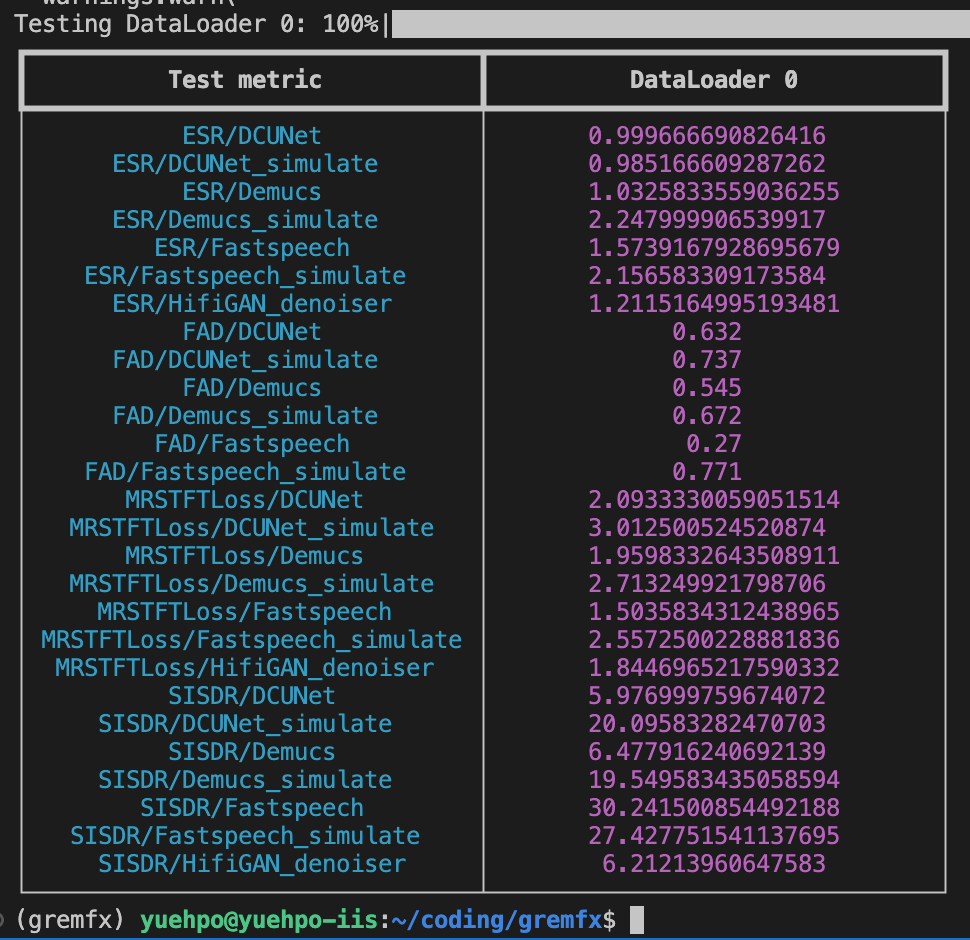 warnings.warn(
Testing DataLoader 0: 100%|
Test metric DataLoader 0
ESR/DCUNet 0.999666690826416
ESR/DCUNet_simulate 0.985166609287262
ESR/Demucs 1.0325833559036255
ESR/Demucs_simulate 2.247999906539917
ESR/Fastspeech 1.5739167928695679
ESR/Fastspeech_simulate 2.156583309173584
ESR/HifiGAN_denoiser 1.2115164995193481
FAD/DCUNet 0.632
FAD/DCUNet_simulate 0.737
FAD/Demucs 0.545
FAD/Demucs_simulate 0.672
FAD/Fastspeech 0.27
FAD/Fastspeech_simulate 0.771
MRSTFTLoss/DCUNet 2.0933330059051514
MRSTFTLoss/DCUNet_simulate 3.012500524520874
MRSTFTLoss/Demucs 1.9598332643508911
MRSTFTLoss/Demucs_simulate 2.713249921798706
MRSTFTLoss/Fastspeech 1.5035834312438965
MRSTFTLoss/Fastspeech_simulate 2.5572500228881836
MRSTFTLoss/HifiGAN_denoiser 1.8446965217590332
SISDR/DCUNet 5.976999759674072
SISDR/DCUNet_simulate 20.09583282470703
SISDR/Demucs 6.477916240692139
SISDR/Demucs_simulate 19.549583435058594
SISDR/Fastspeech 30.241500854492188
SISDR/Fastspeech_simulate 27.427751541137695
SISDR/HifiGAN_denoiser 6.21213960647583
(gremfx) yuehpo@yuehpo-iis:~/coding/gremfx$